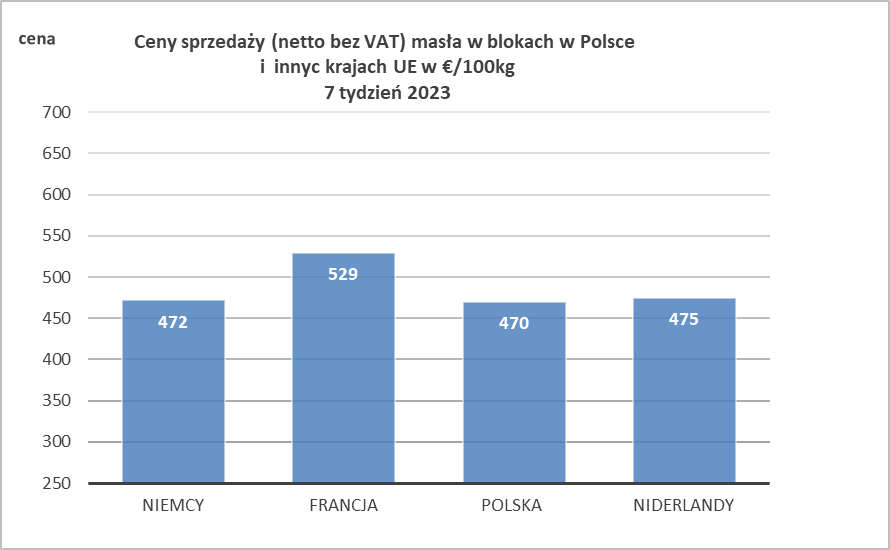 cena
Ceny sprzedaży (netto bez VAT) masła w blokach w Polsce
i innyc krajach UE w €/100kg
7 tydzień 2023
700
650
600
550
500
450
400
350
300
250
472
529
470
475
NIEMCY
FRANCJA
POLSKA
NIDERLANDY